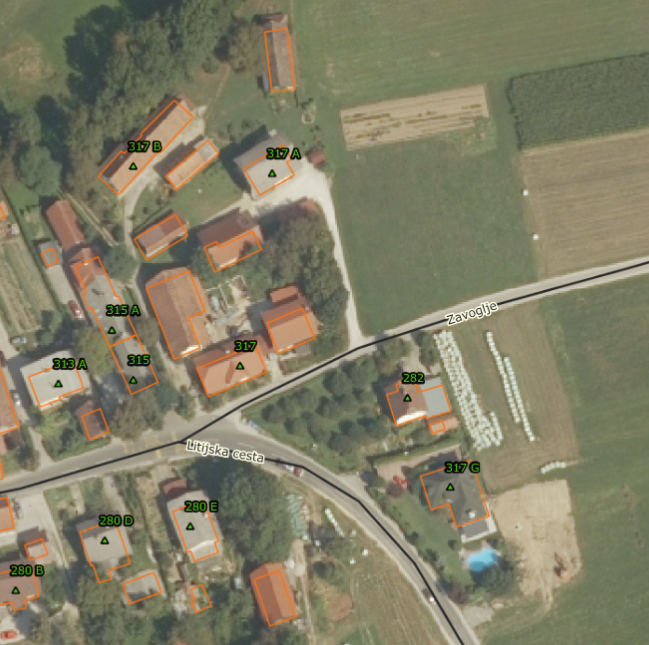 317 B
317 A
315 A
Zavoglje
317
313 A
315
282
Litijska cesta
317 G
280 E
280 D
280 B